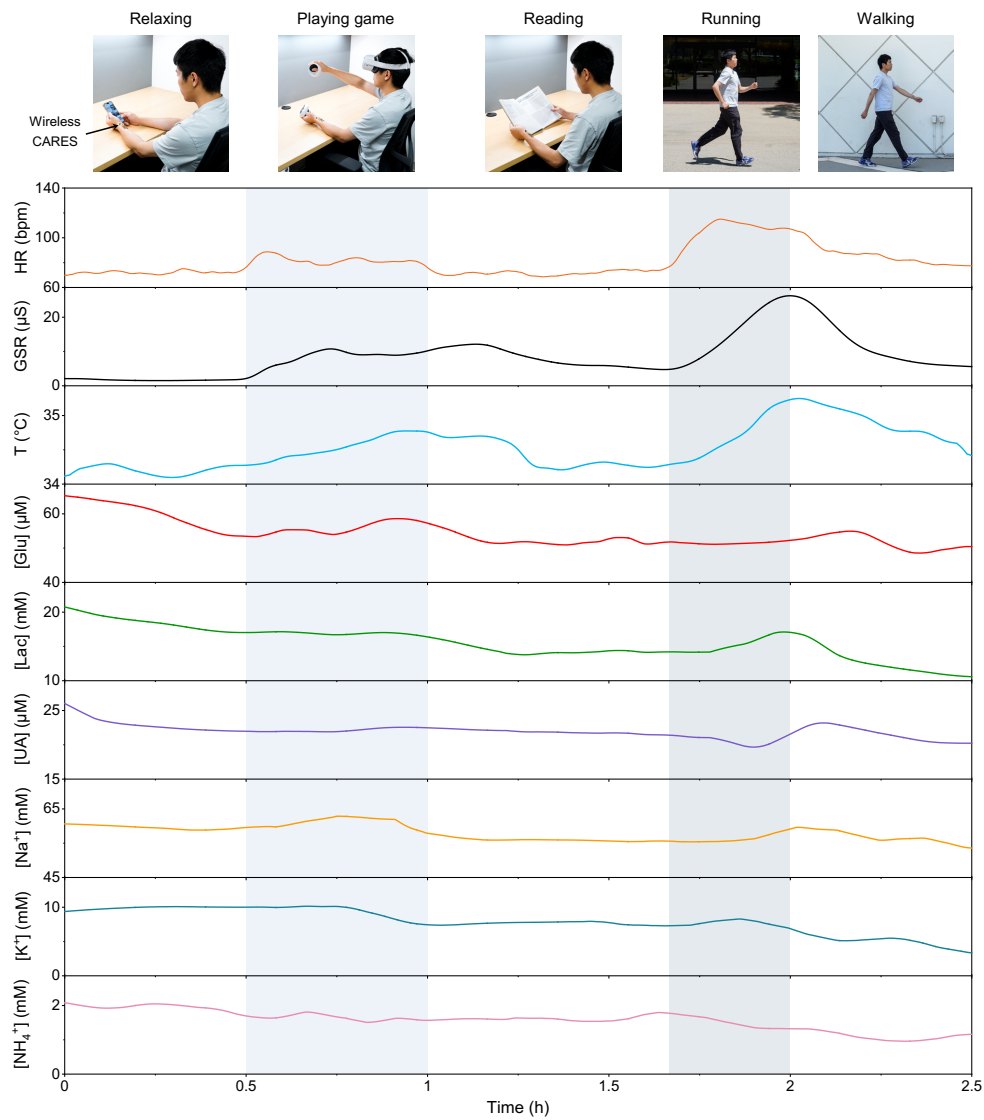 Relaxing
Playing game
Reading
Running
Walking
Wireless
CARES
HR (bpm)
140
100
60
GSR (µS)
20
0
T (°C)
35
34
[Glu] (µM)
60
40
[Lac] (mM)
20
10
[UA] (µM)
25
15
[Na⁺] (mM)
65
45
[K⁺] (mM)
10
0
[NH₄⁺] (mM)
2
0
0
0.5
1
1.5
2
2.5
Time (h)